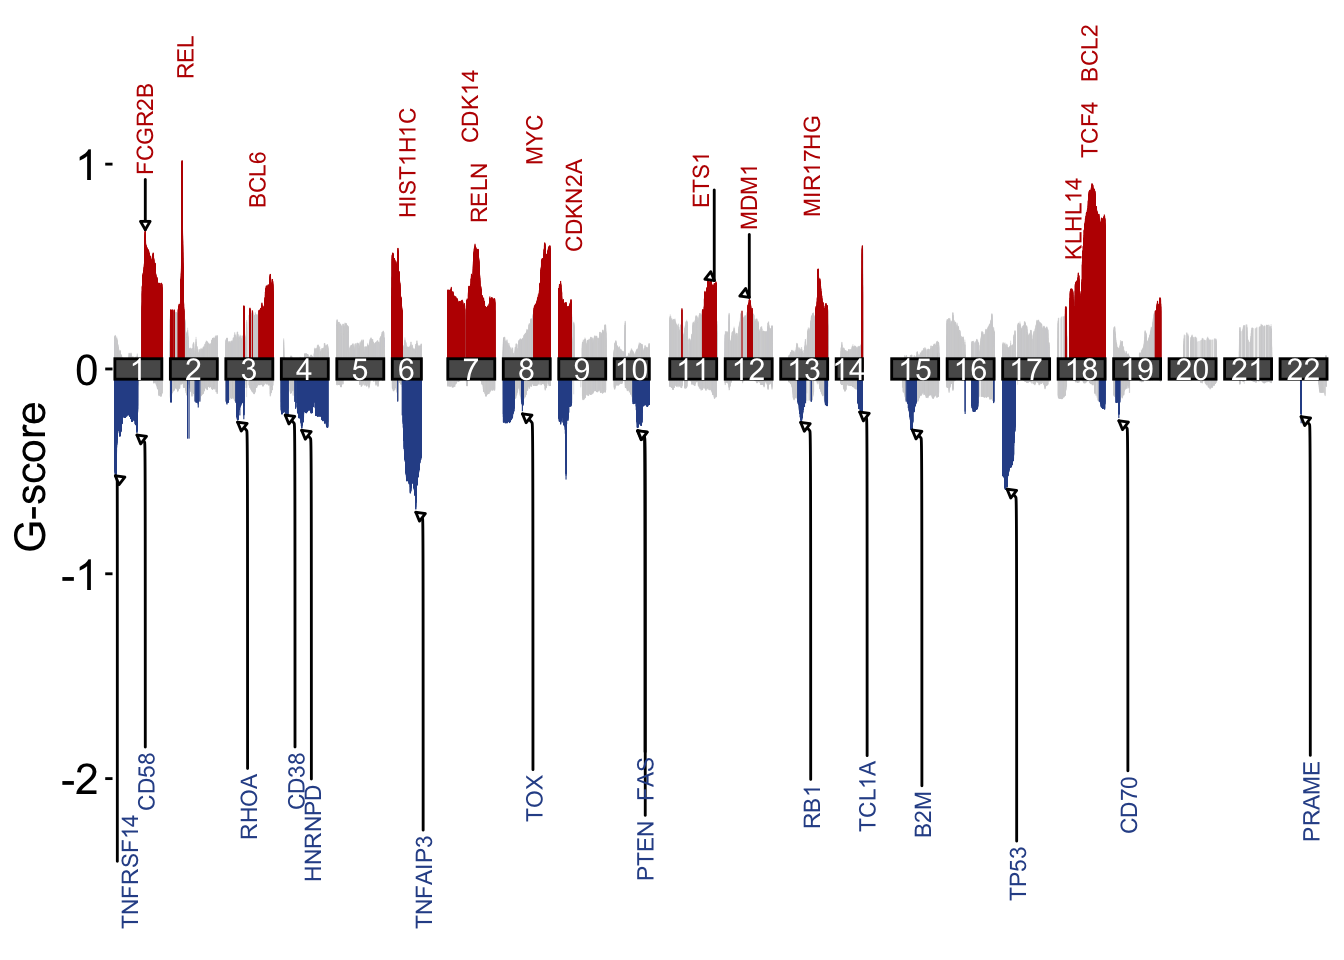 REL
BCL2
FCGR2B
CDK14
HIST1H1C
MYC
TCF4
MIR17HG
BCL6
RELN
CDKN2A
ETS1
MDM1
KLHL14
1
0
-1
-2
G-score
1 2 3 4 5 6 7 8 9 10 11 12 13 14 15 16 17 18 19 20 21 22
CD58
RHOA
CD38
HNRNPD
TOX
FAS
PTEN
RB1
TCL1A
B2M
CD70
PRAME
TNFRSF14
TNFAIP3
TP53